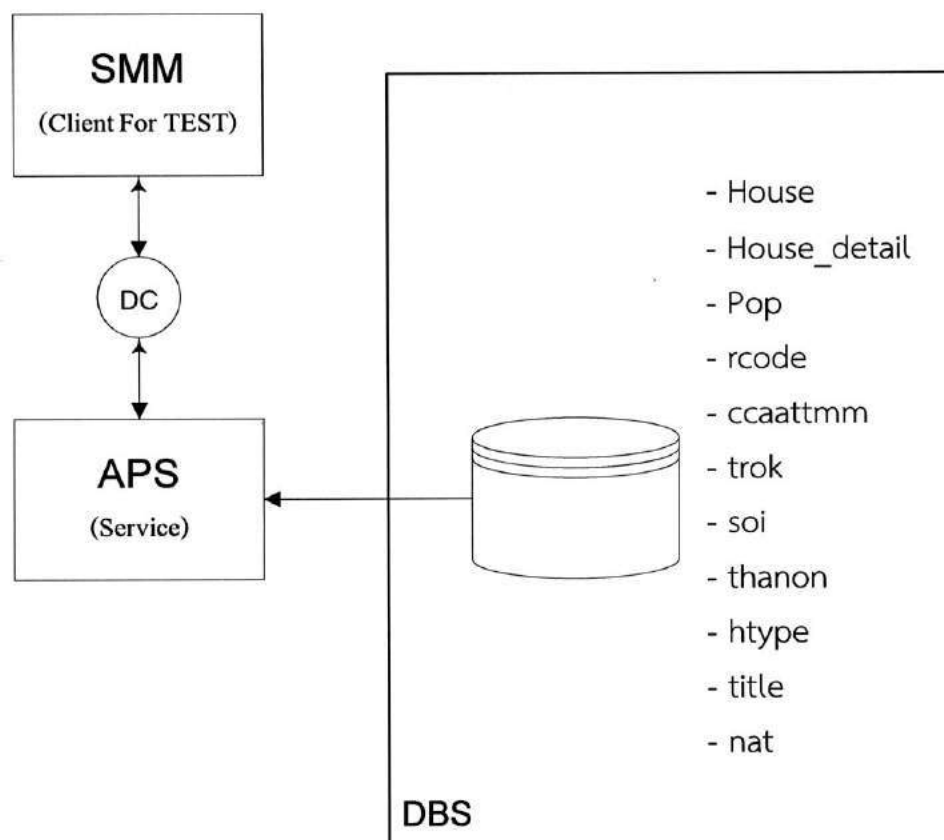 SMM
(Client For TEST)
DC
APS
(Service)
- House
- House_detail
- Pop
- rcode
- ccaattmm
- trok
- soi
- thanon
- htype
- title
- nat
DBS